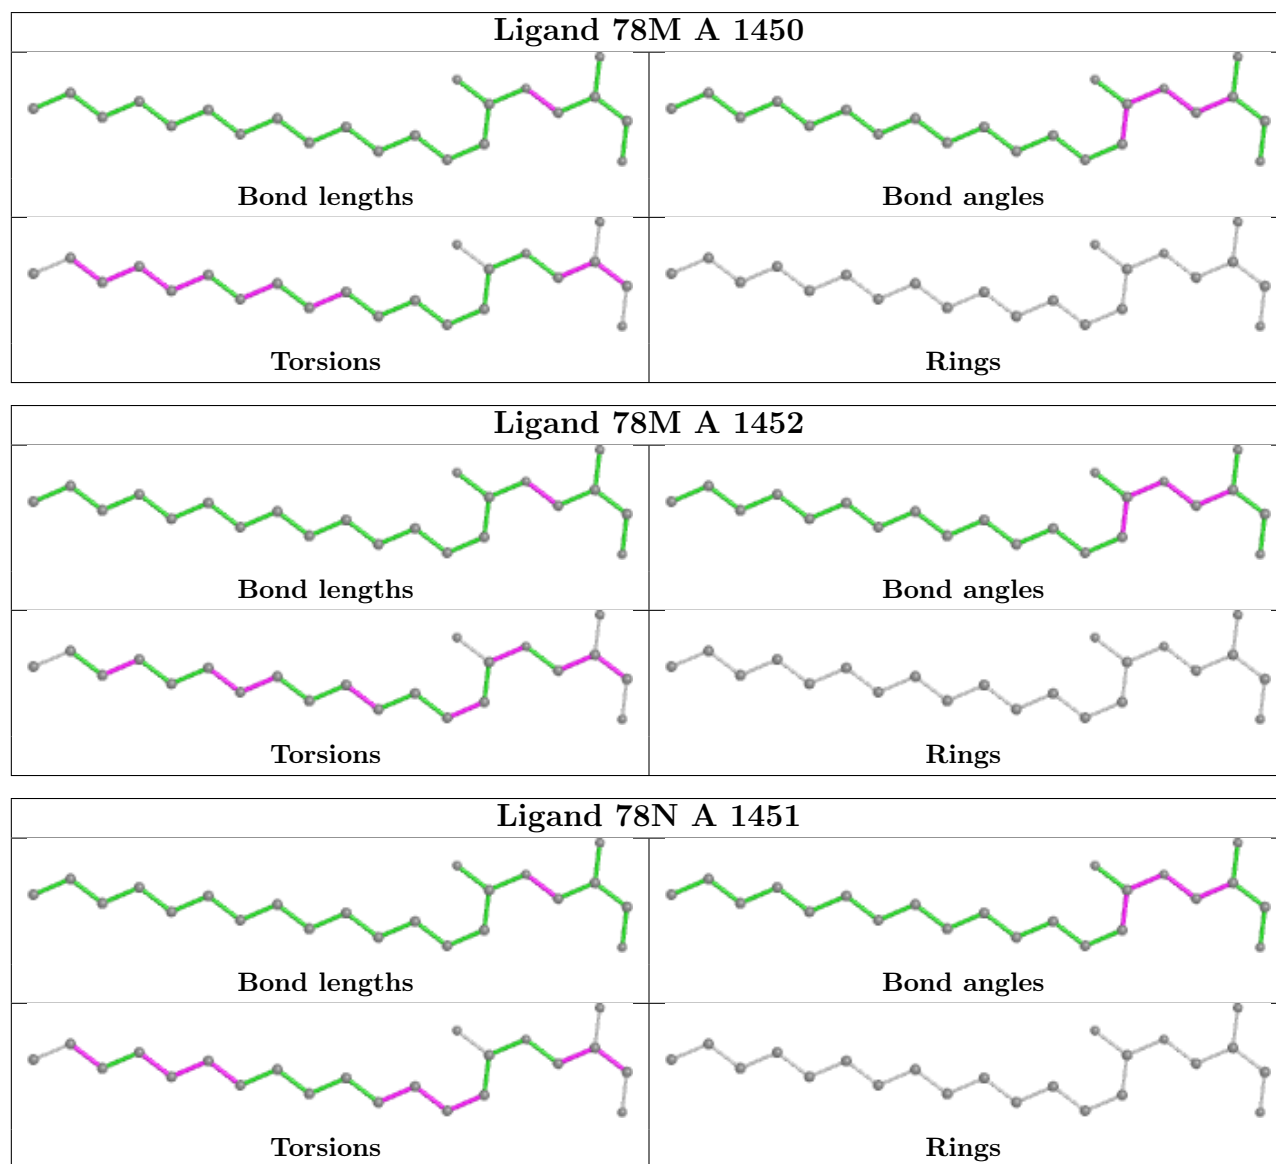 Ligand 78M A 1450
Bond lengths
Bond angles
Torsions
Rings
Ligand 78M A 1452
Bond lengths
Bond angles
Torsions
Rings
Ligand 78N A 1451
Bond lengths
Bond angles
Torsions
Rings